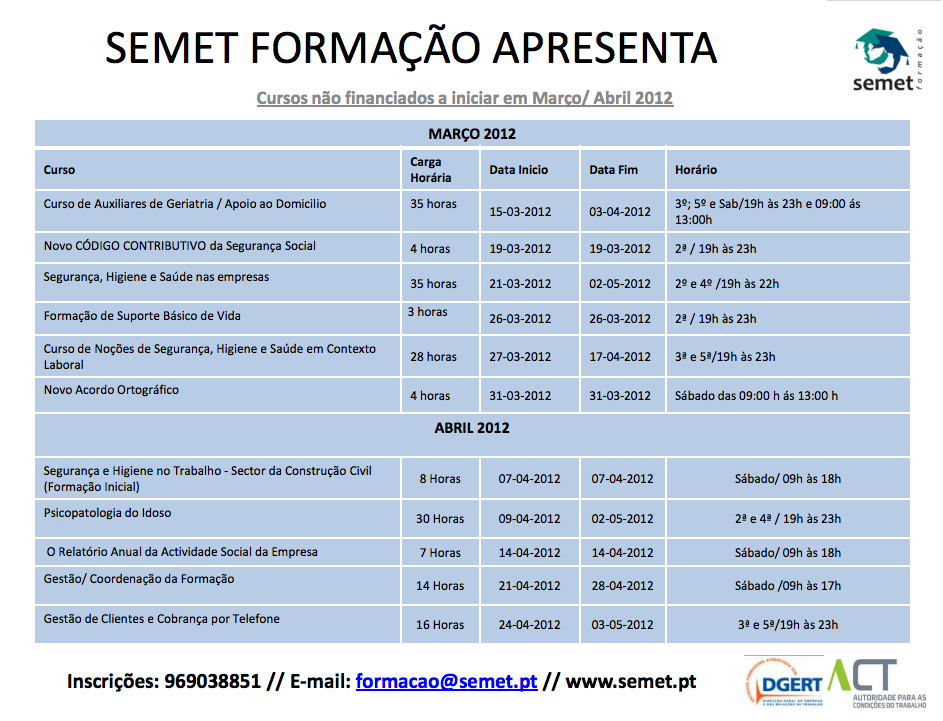 SEMET FORMAÇÃO APRESENTA
semet
formação
Cursos não financiados a iniciar em Março/ Abril 2012
MARÇO 2012
Curso
Carga
Horária
Data Inicio
Data Fim
Horário
Curso de Auxiliares de Geriatria / Apoio ao Domicilio
35 horas
15-03-2012
03-04-2012
3º; 5º e Sab/19h às 23h e 09:00 ás
13:00h
Novo CÓDIGO CONTRIBUTIVO da Segurança Social
4 horas
19-03-2012
19-03-2012
2ª / 19h às 23h
Segurança, Higiene e Saúde nas empresas
35 horas
21-03-2012
02-05-2012
2º e 4º /19h às 22h
Formação de Suporte Básico de Vida
3 horas
26-03-2012
26-03-2012
2ª / 19h às 23h
Curso de Noções de Segurança, Higiene e Saúde em Contexto
Laboral
28 horas
27-03-2012
17-04-2012
3ª e 5ª/19h às 23h
Novo Acordo Ortográfico
4 horas
31-03-2012
31-03-2012
Sábado das 09:00 h ás 13:00 h
ABRIL 2012
Segurança e Higiene no Trabalho - Sector da Construção Civil
(Formação Inicial)
8 Horas
07-04-2012
07-04-2012
Sábado/ 09h às 18h
Psicopatologia do Idoso
30 Horas
09-04-2012
02-05-2012
2ª e 4ª / 19h às 23h
O Relatório Anual da Actividade Social da Empresa
7 Horas
14-04-2012
14-04-2012
Sábado/ 09h às 18h
Gestão/ Coordenação da Formação
14 Horas
21-04-2012
28-04-2012
Sábado /09h às 17h
Gestão de Clientes e Cobrança por Telefone
16 Horas
24-04-2012
03-05-2012
3ª e 5ª/19h às 23h
Inscrições: 969038851 // E-mail: formacao@semet.pt // www.semet.pt
DGERT
ACT
AUTORIDADE PARA AS
CONDIÇÕES DO TRABALHO